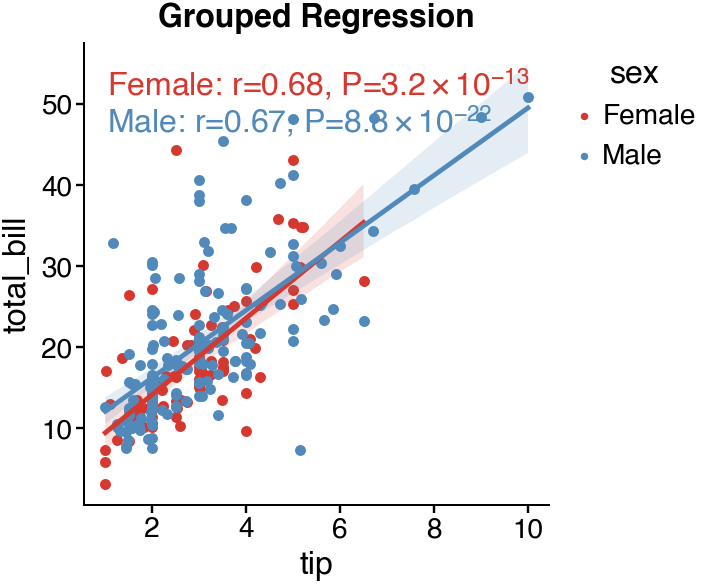 Grouped Regression
Female: r=0.68, P=3.2×10⁻¹³
Male: r=0.67, P=8.8×10⁻²²
sex
Female
Male
total_bill
50
40
30
20
10
2 4 6 8 10
tip